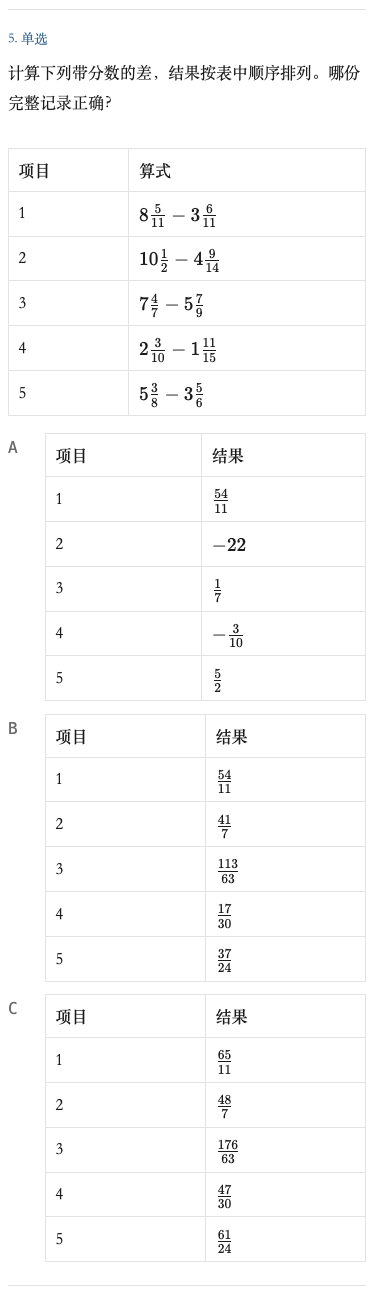 5. 单选
计算下列带分数的差，结果按表中顺序排列。哪份
完整记录正确？
项目 算式
1 8 5/11 − 3 6/11
2 10 1/2 − 4 9/14
3 7 4/7 − 5 7/9
4 2 3/10 − 1 11/15
5 5 3/8 − 3 5/6
A
项目 结果
1 54/11
2 −22
3 1/7
4 −3/10
5 5/2
B
项目 结果
1 54/11
2 41/7
3 113/63
4 17/30
5 37/24
C
项目 结果
1 65/11
2 48/7
3 176/63
4 47/30
5 61/24